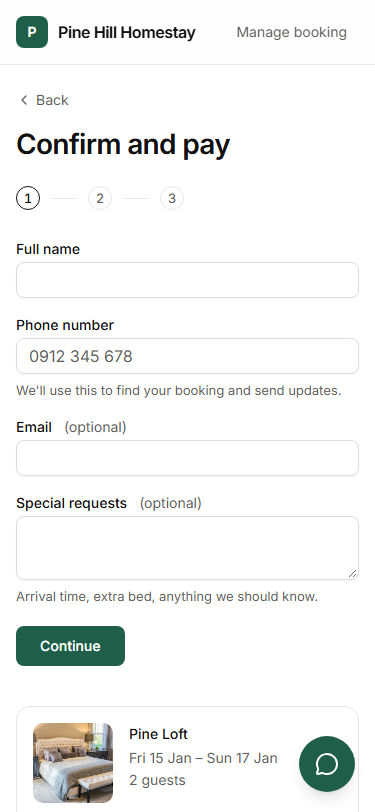 P
Pine Hill Homestay
Manage booking
Back
Confirm and pay
1
2
3
Full name
Phone number
0912 345 678
We'll use this to find your booking and send updates.
Email (optional)
Special requests (optional)
Arrival time, extra bed, anything we should know.
Continue
Pine Loft
Fri 15 Jan – Sun 17 Jan
2 guests